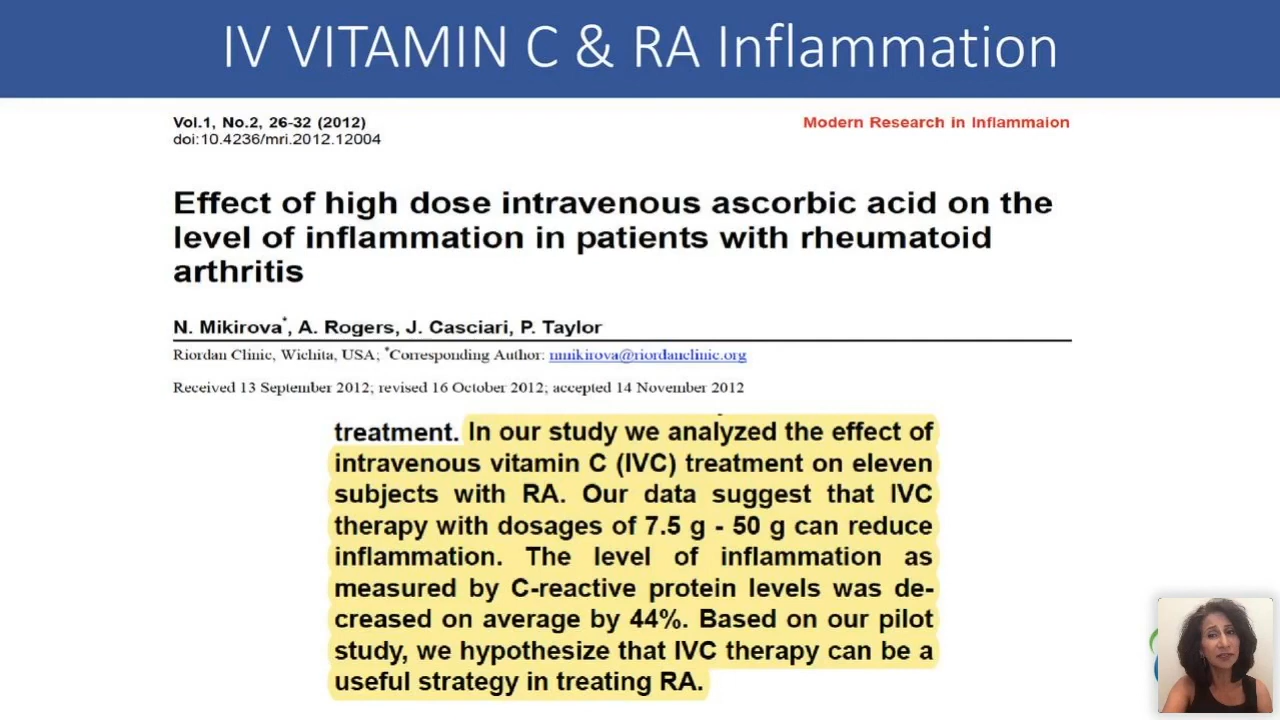 IV VITAMIN C & RA Inflammation
Vol.1, No.2, 26-32 (2012)
Modern Research in Inflammaion
doi:10.4236/mri.2012.12004
Effect of high dose intravenous ascorbic acid on the
level of inflammation in patients with rheumatoid
arthritis
N. Mikirova*, A. Rogers, J. Casciari, P. Taylor
Riordan Clinic, Wichita, USA; *Corresponding Author: nmikirova@riordanclinic.org
Received 13 September 2012; revised 16 October 2012; accepted 14 November 2012
treatment. In our study we analyzed the effect of
intravenous vitamin C (IVC) treatment on eleven
subjects with RA. Our data suggest that IVC
therapy with dosages of 7.5 g - 50 g can reduce
inflammation. The level of inflammation as
measured by C-reactive protein levels was de-
creased on average by 44%. Based on our pilot
study, we hypothesize that IVC therapy can be a
useful strategy in treating RA.